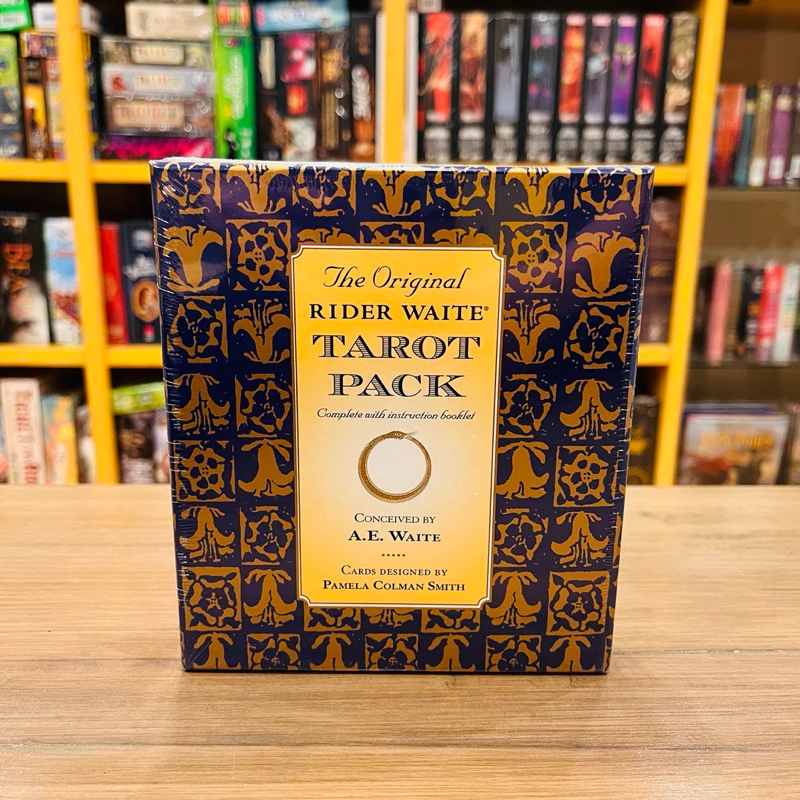 The Original
RIDER WAITE®
TAROT
PACK
Complete with instruction booklet
CONCEIVED BY
A.E. WAITE
CARDS DESIGNED BY
PAMELA COLMAN SMITH